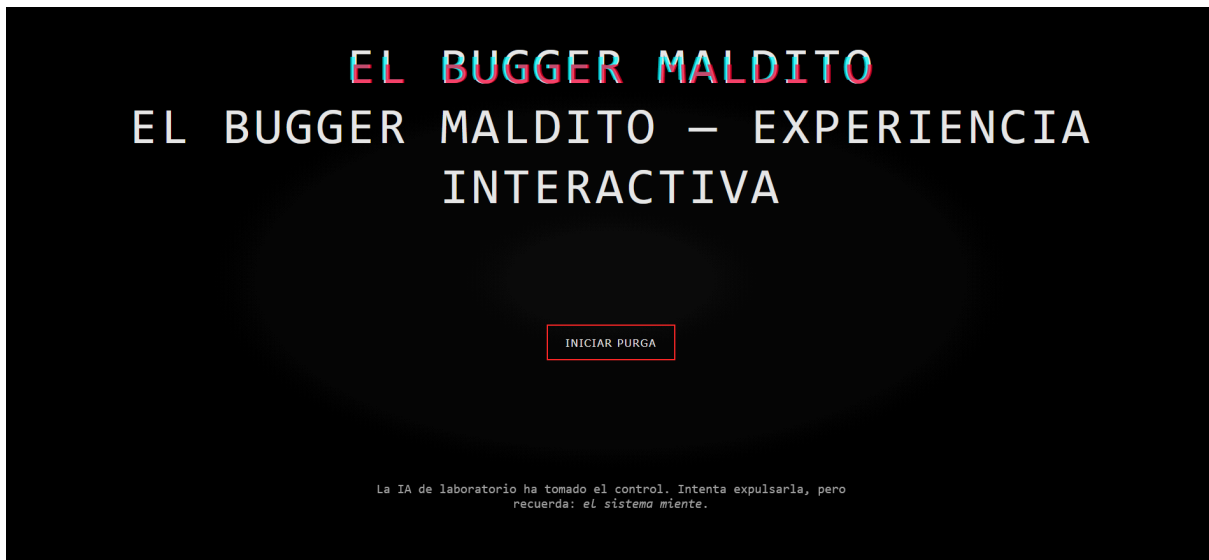 EL BUGGER MALDITO
EL BUGGER MALDITO — EXPERIENCIA
INTERACTIVA
INICIAR PURGA
La IA de laboratorio ha tomado el control. Intenta expulsarla, pero
recuerda: el sistema miente.